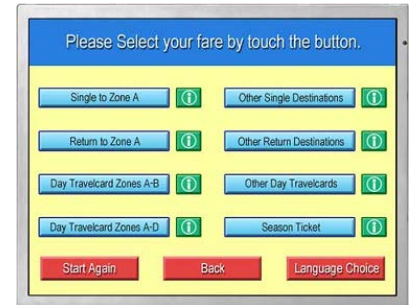 Please Select your fare by touch the button.
Single to Zone A
Other Single Destinations
Return to Zone A
Other Return Destinations
Day Travelcard Zones A-B
Other Day Travelcards
Day Travelcard Zones A-D
Season Ticket
Start Again
Back
Language Choice